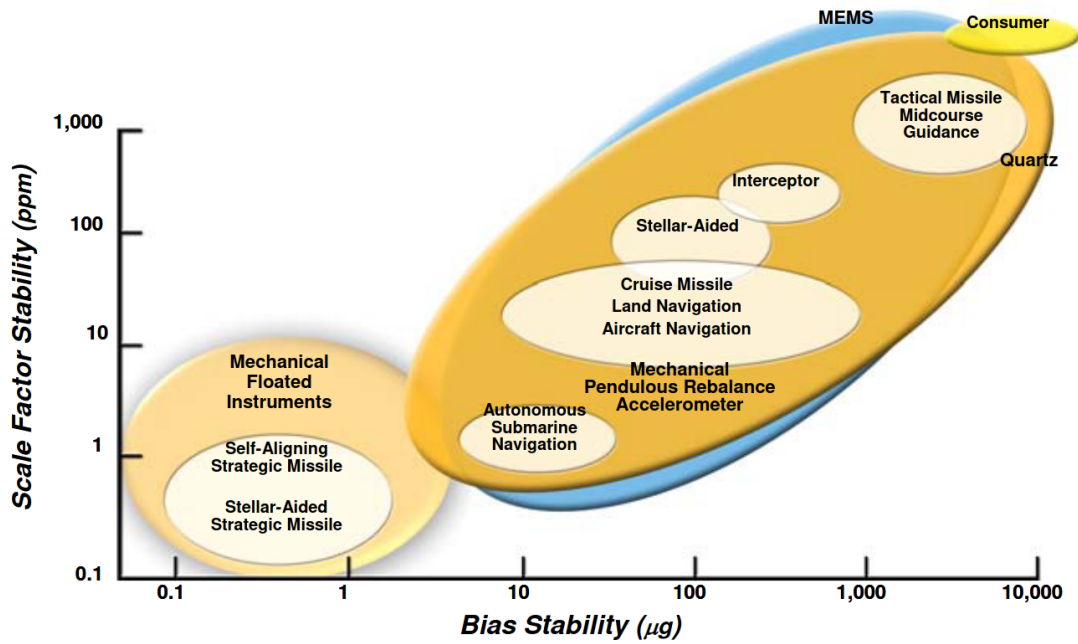 MEMS
Consumer
Tactical Missile
Midcourse
Guidance
Quartz
Interceptor
Stellar-Aided
Cruise Missile
Land Navigation
Aircraft Navigation
Mechanical
Pendulous Rebalance
Accelerometer
Autonomous
Submarine
Navigation
Mechanical
Floated
Instruments
Self-Aligning
Strategic Missile
Stellar-Aided
Strategic Missile
Scale Factor Stability (ppm)
1,000
100
10
1
0.1
0.1 1 10 100 1,000 10,000
Bias Stability (µg)